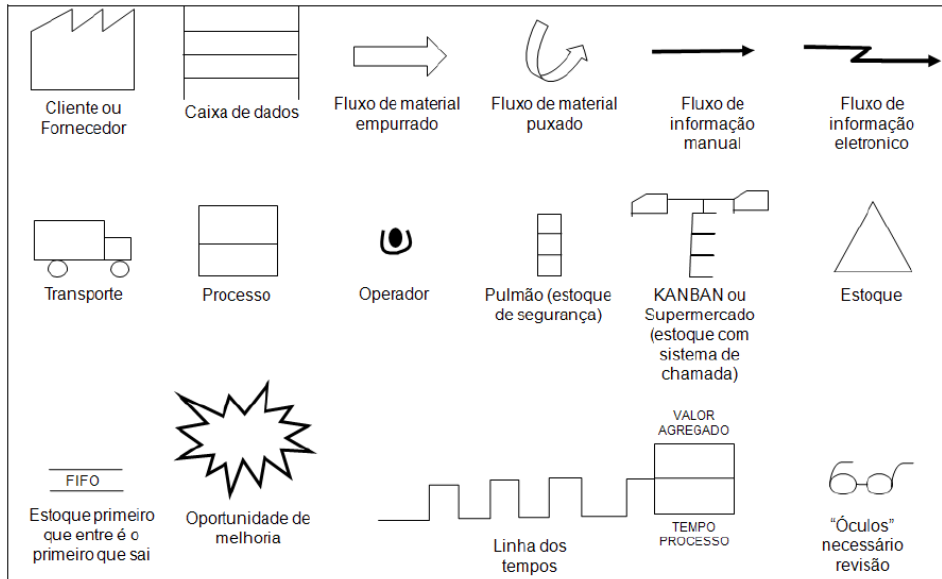 Cliente ou
Fornecedor
Caixa de dados
Fluxo de material
empurrado
Fluxo de material
puxado
Fluxo de
informação
manual
Fluxo de
informação
eletronico
Transporte
Processo
Operador
Pulmão (estoque
de segurança)
KANBAN ou
Supermercado
(estoque com
sistema de
chamada)
Estoque
FIFO
Estoque primeiro
que entre é o
primeiro que sai
Oportunidade de
melhoria
Linha dos
tempos
VALOR
AGREGADO
TEMPO
PROCESSO
"Óculos"
necessário
revisão